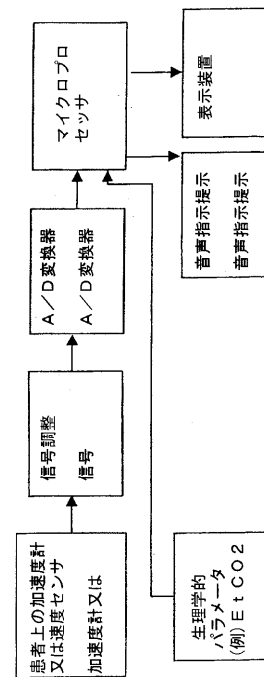 患者上の加速度計
又は速度センサ
加速度計又は
信号調整
信号
A／D変換器
A／D変換器
マイクロプロ
セッサ
生理学的
パラメータ
(例)EtCO2
音声指示提示
音声指示提示
表示装置